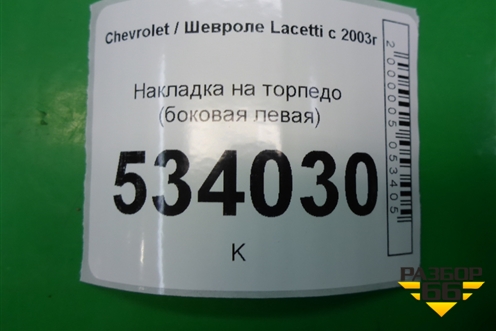 Chevrolet / Шевроле Lacetti с 2003г
Накладка на торпедо
(боковая левая)
534030
К
2000005053405
РАЗБОР
66